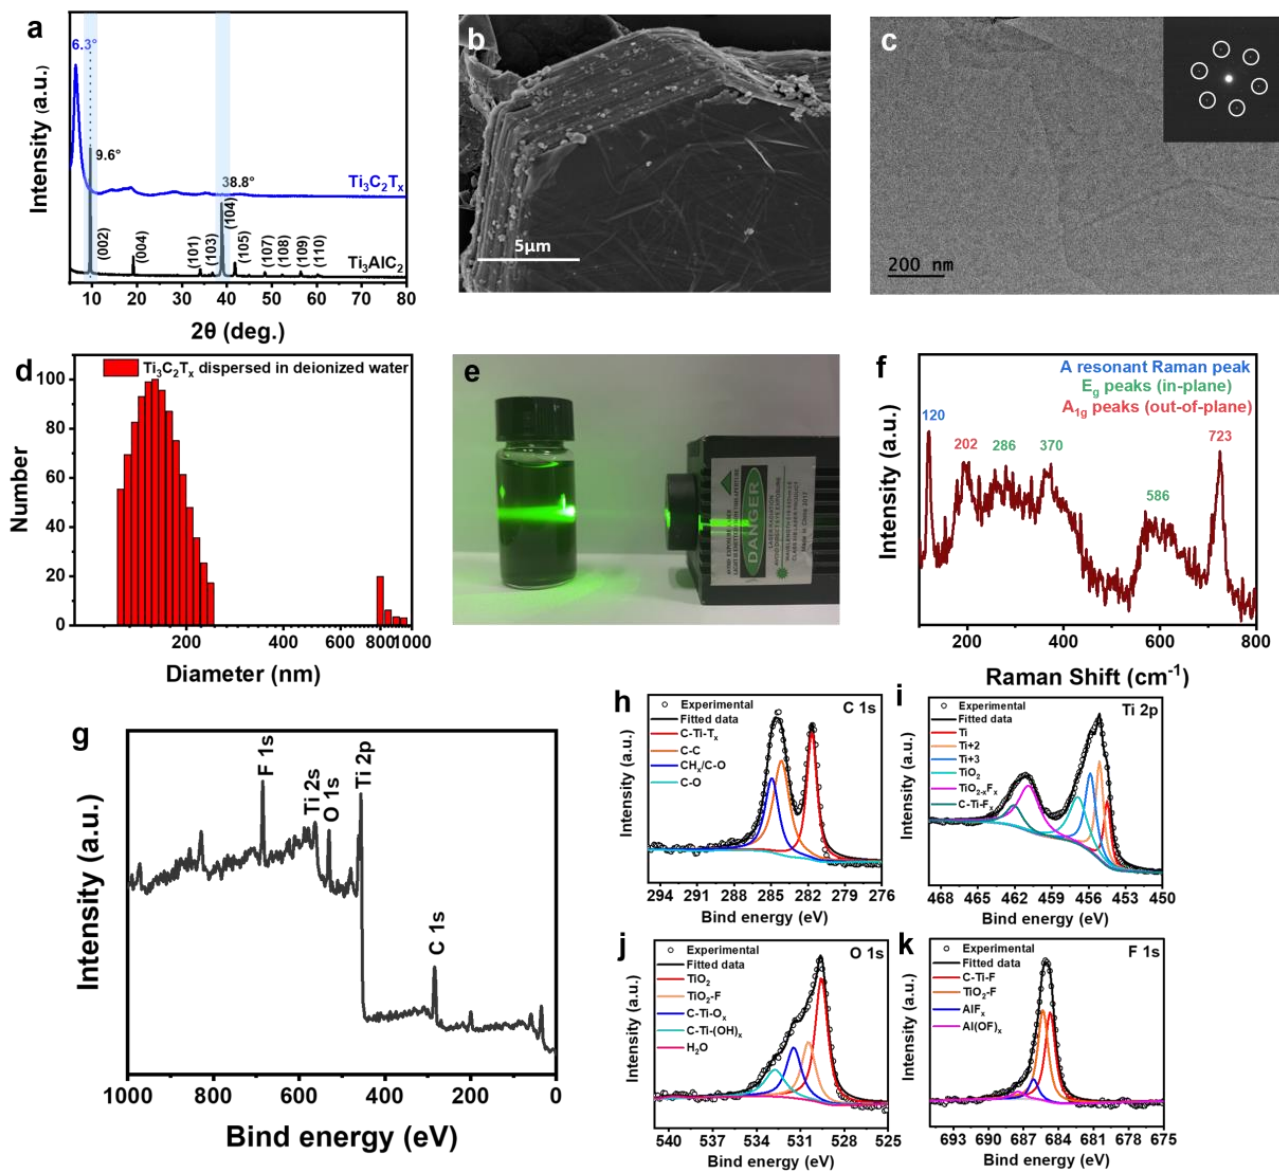 a
6.3°
9.6°
38.8°
Ti3C2Tx
(002)
(004)
(101)
(103)
(104)
(105)
(107)
(108)
(109)
(110)
Ti3AlC2
Intensity (a.u.)
10 20 30 40 50 60 70 80
2θ (deg.)
b
5μm
c
200 nm
d
Ti3C2Tx dispersed in deionized water
100
80
60
40
20
0
Number
200 400 600 8001000
Diameter (nm)
e
DANGER
f
A resonant Raman peak
Eg peaks (in-plane)
A1g peaks (out-of-plane)
120
202
286
370
586
723
Intensity (a.u.)
200 400 600 800
Raman Shift (cm-1)
g
F 1s
Ti 2s
O 1s
Ti 2p
C 1s
Intensity (a.u.)
1000 800 600 400 200 0
Bind energy (eV)
h
C 1s
Experimental
Fitted data
C-Ti-Tx
C-C
CHx/C-O
C-O
Intensity (a.u.)
294 291 288 285 282 279 276
Bind energy (eV)
i
Ti 2p
Experimental
Fitted data
Ti
Ti+2
Ti+3
TiO2
TiO2-xFx
C-Ti-Fx
Intensity (a.u.)
468 465 462 459 456 453 450
Bind energy (eV)
j
O 1s
Experimental
Fitted data
TiO2
TiO2-F
C-Ti-Ox
C-Ti-(OH)x
H2O
Intensity (a.u.)
540 537 534 531 528 525
Bind energy (eV)
k
F 1s
Experimental
Fitted data
C-Ti-F
TiO2-F
AlFx
Al(OF)x
Intensity (a.u.)
693 690 687 684 681 678 675
Bind energy (eV)